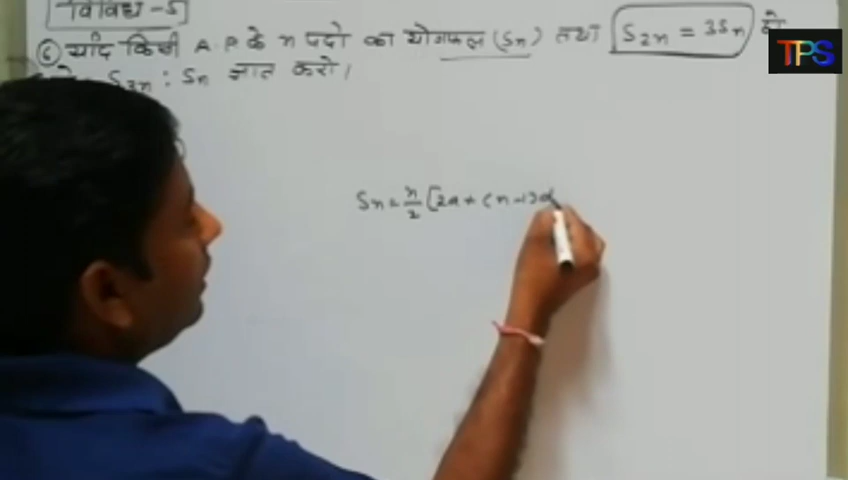 विविध - 5
⑥ यदि किसी A.P के n पदो का योगफल (Sn) तथा S2n = 3Sn हो
S3n : Sn ज्ञात करो।
Sn = n/2 [2a + (n-1)d
TPS